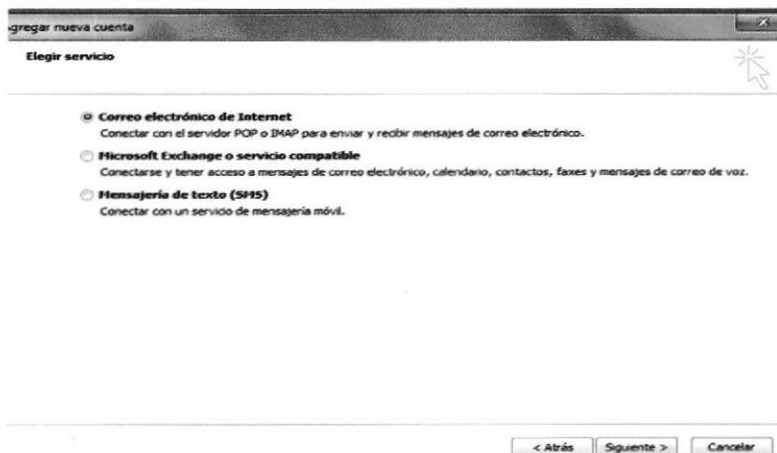 gregar nueva cuenta
Elegir servicio
Correo electrónico de Internet
Conectar con el servidor POP o IMAP para enviar y recibir mensajes de correo electrónico.
Microsoft Exchange o servicio compatible
Conectarse y tener acceso a mensajes de correo electrónico, calendario, contactos, faxes y mensajes de correo de voz.
Mensajería de texto (SMS)
Conectar con un servicio de mensajería móvil.
< Atrás Siguiente > Cancelar